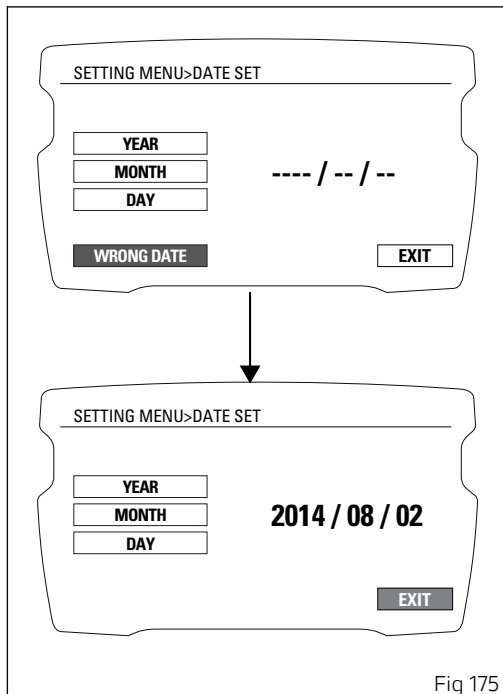 SETTING MENU>DATE SET
YEAR
MONTH
---- / -- / --
DAY
WRONG DATE
EXIT
SETTING MENU>DATE SET
YEAR
MONTH
2014 / 08 / 02
DAY
EXIT
Fig 175